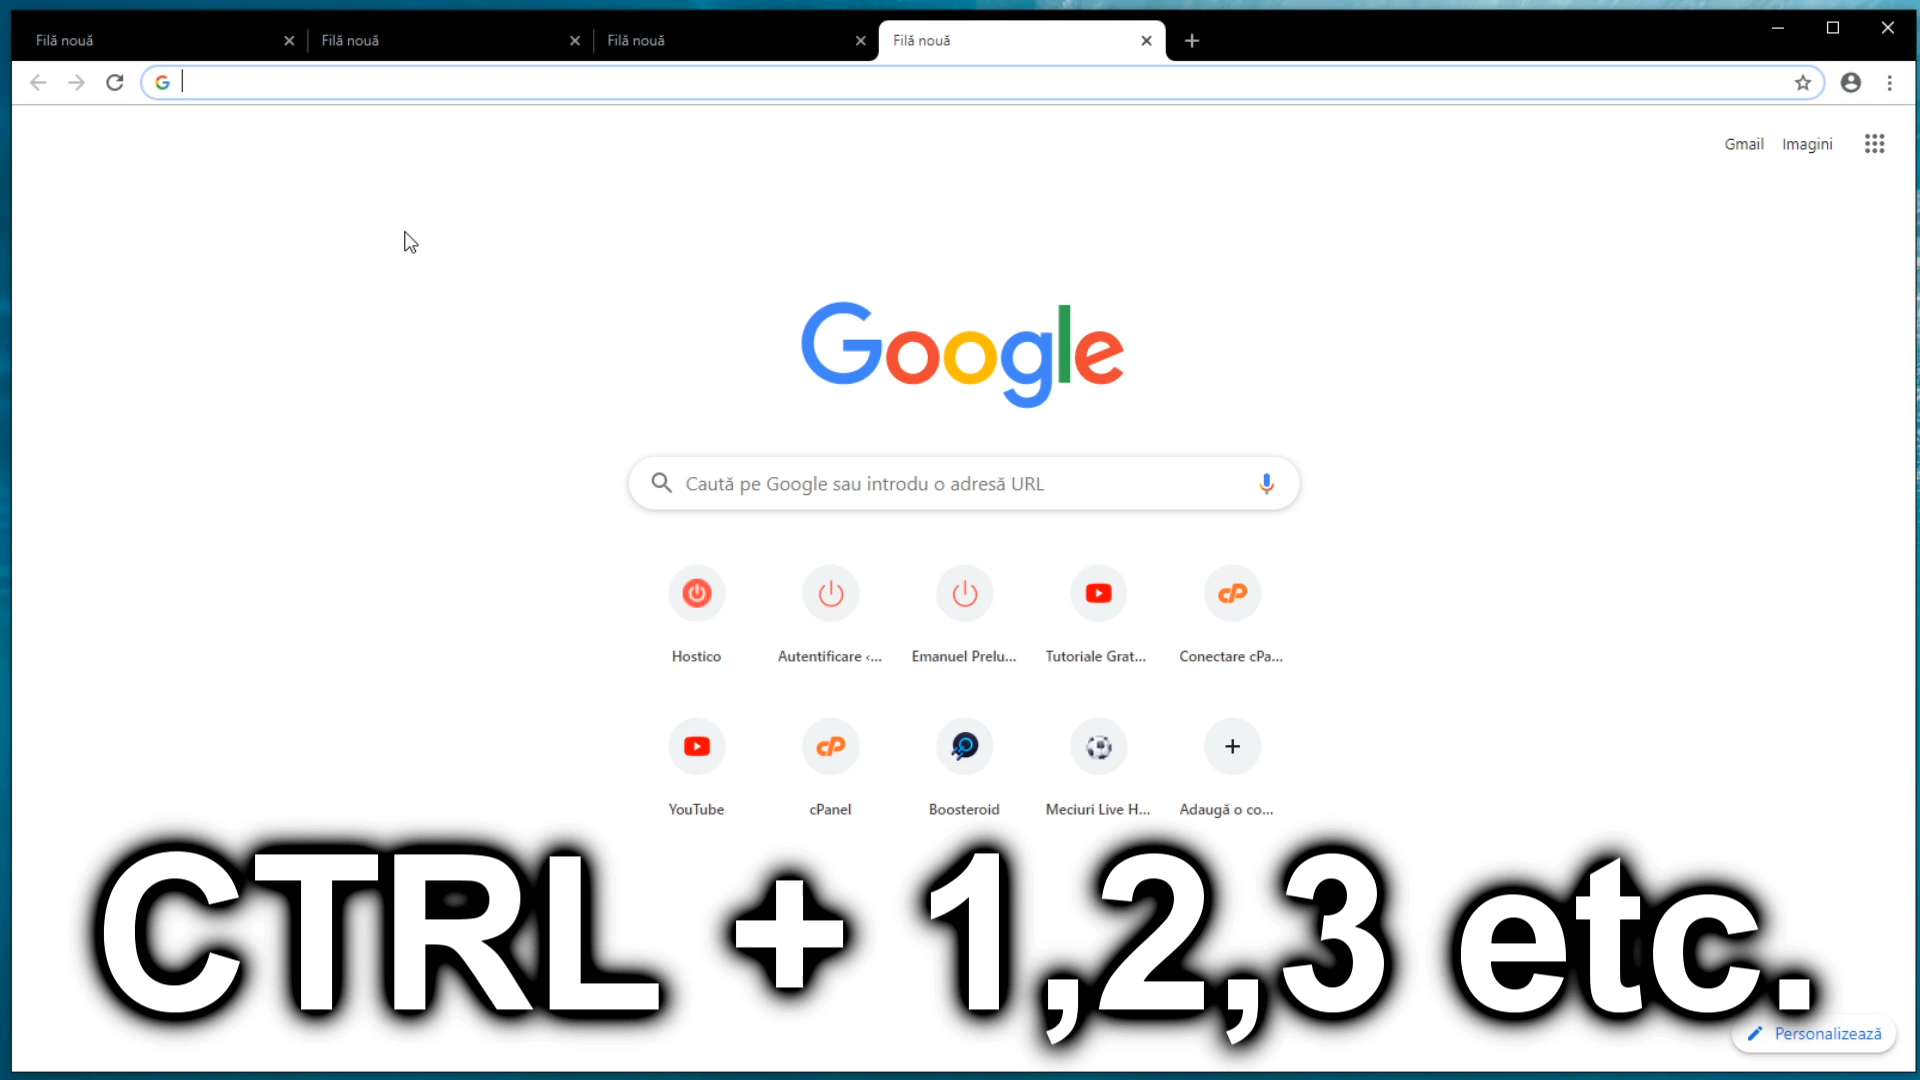 Filă nouă
Filă nouă
Filă nouă
Filă nouă
Gmail Imagini
Google
Caută pe Google sau introdu o adresă URL
Hostico
Autentificare ‹...
Emanuel Prelu...
Tutoriale Grat...
Conectare cPa...
YouTube
cPanel
Boosteroid
Meciuri Live H...
Adaugă o co...
CTRL + 1,2,3 etc.
Personalizează